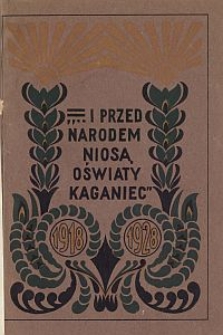 „... I PRZED
NARODEM
NIOSĄ
OŚWIATY
KAGANIEC"
1918 1928